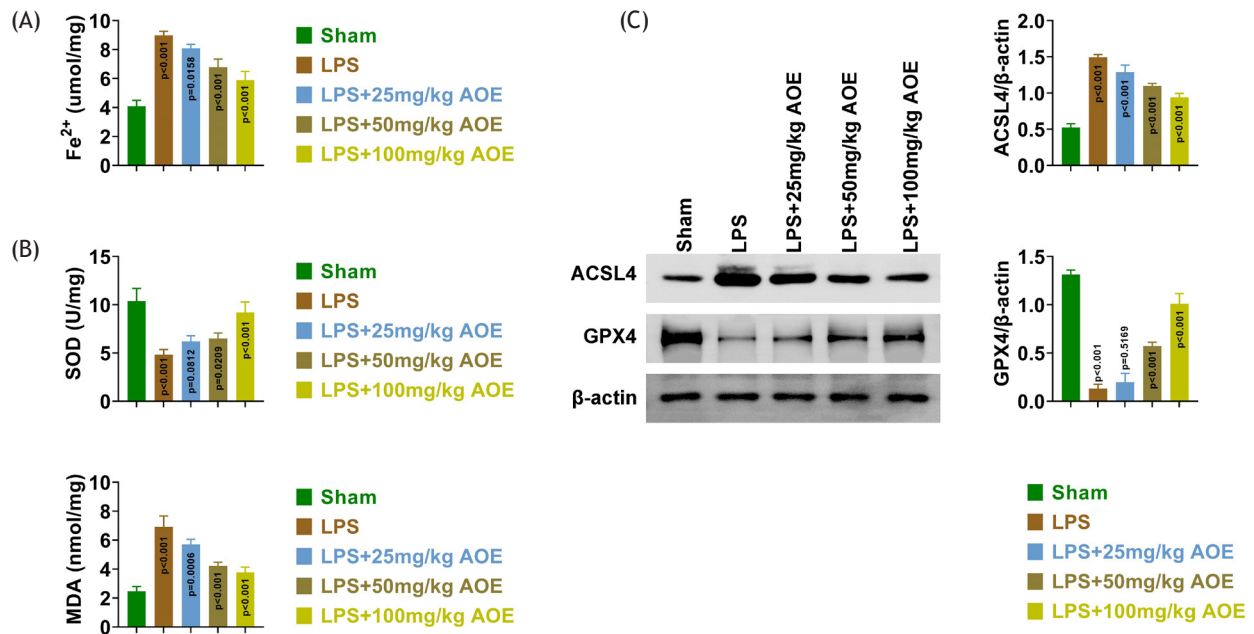 (A)
Fe2+ (umol/mg)
10
8
6
4
2
0
p<0.001
p=0.0158
p<0.001
p<0.001
Sham
LPS
LPS+25mg/kg AOE
LPS+50mg/kg AOE
LPS+100mg/kg AOE
(B)
SOD (U/mg)
15
10
5
0
p<0.001
p=0.0812
p=0.0209
p<0.001
Sham
LPS
LPS+25mg/kg AOE
LPS+50mg/kg AOE
LPS+100mg/kg AOE
MDA (nmol/mg)
10
8
6
4
2
0
p<0.001
p=0.0006
p<0.001
p<0.001
Sham
LPS
LPS+25mg/kg AOE
LPS+50mg/kg AOE
LPS+100mg/kg AOE
(C)
Sham
LPS
LPS+25mg/kg AOE
LPS+50mg/kg AOE
LPS+100mg/kg AOE
ACSL4
GPX4
β-actin
ACSL4/β-actin
2.0
1.5
1.0
0.5
0.0
p<0.001
p<0.001
p<0.001
p<0.001
GPX4/β-actin
1.5
1.0
0.5
0.0
p<0.001
p=0.5169
p<0.001
p<0.001
Sham
LPS
LPS+25mg/kg AOE
LPS+50mg/kg AOE
LPS+100mg/kg AOE